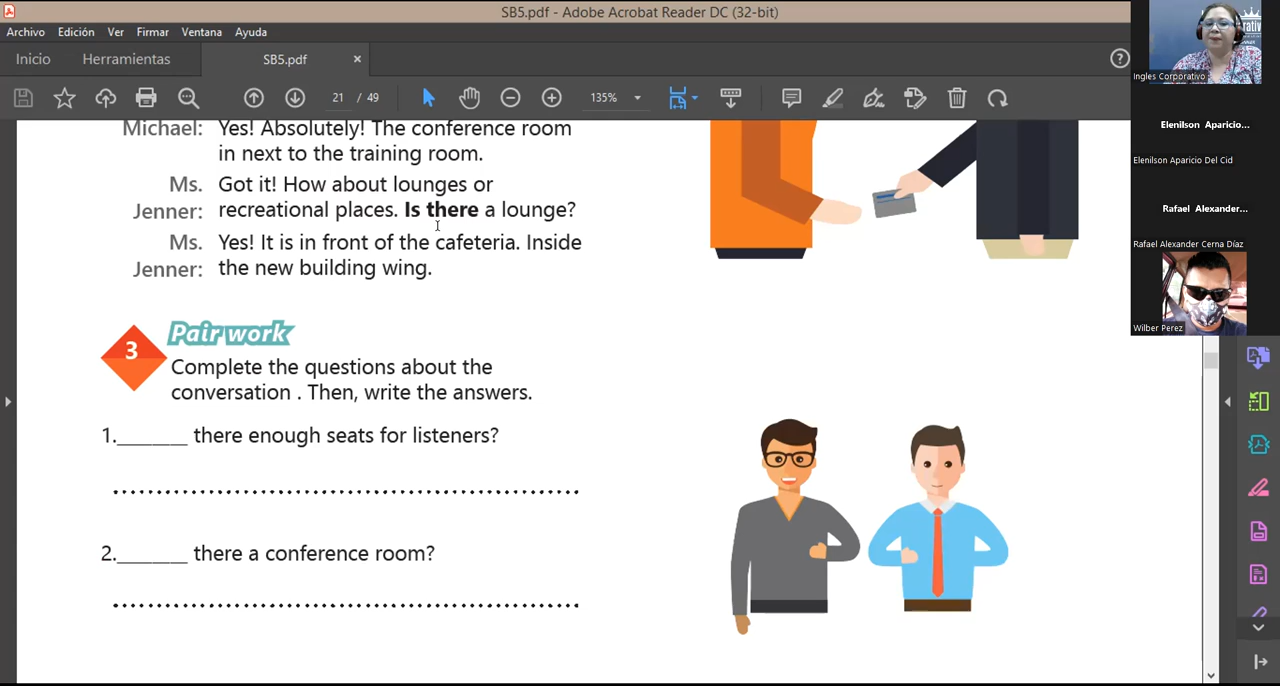 SB5.pdf - Adobe Acrobat Reader DC (32-bit)
Archivo Edición Ver Firmar Ventana Ayuda
Inicio Herramientas SB5.pdf ×
21 / 49 135%
Michael: Yes! Absolutely! The conference room
in next to the training room.
Ms. Got it! How about lounges or
Jenner: recreational places. Is there a lounge?
Ms. Yes! It is in front of the cafeteria. Inside
Jenner: the new building wing.
3 Pair work
Complete the questions about the
conversation . Then, write the answers.
1._______ there enough seats for listeners?
2._______ there a conference room?
Ingles Corporativo
Elenilson Aparicio...
Elenilson Aparicio Del Cid
Rafael Alexander...
Rafael Alexander Cerna Díaz
Wilber Perez